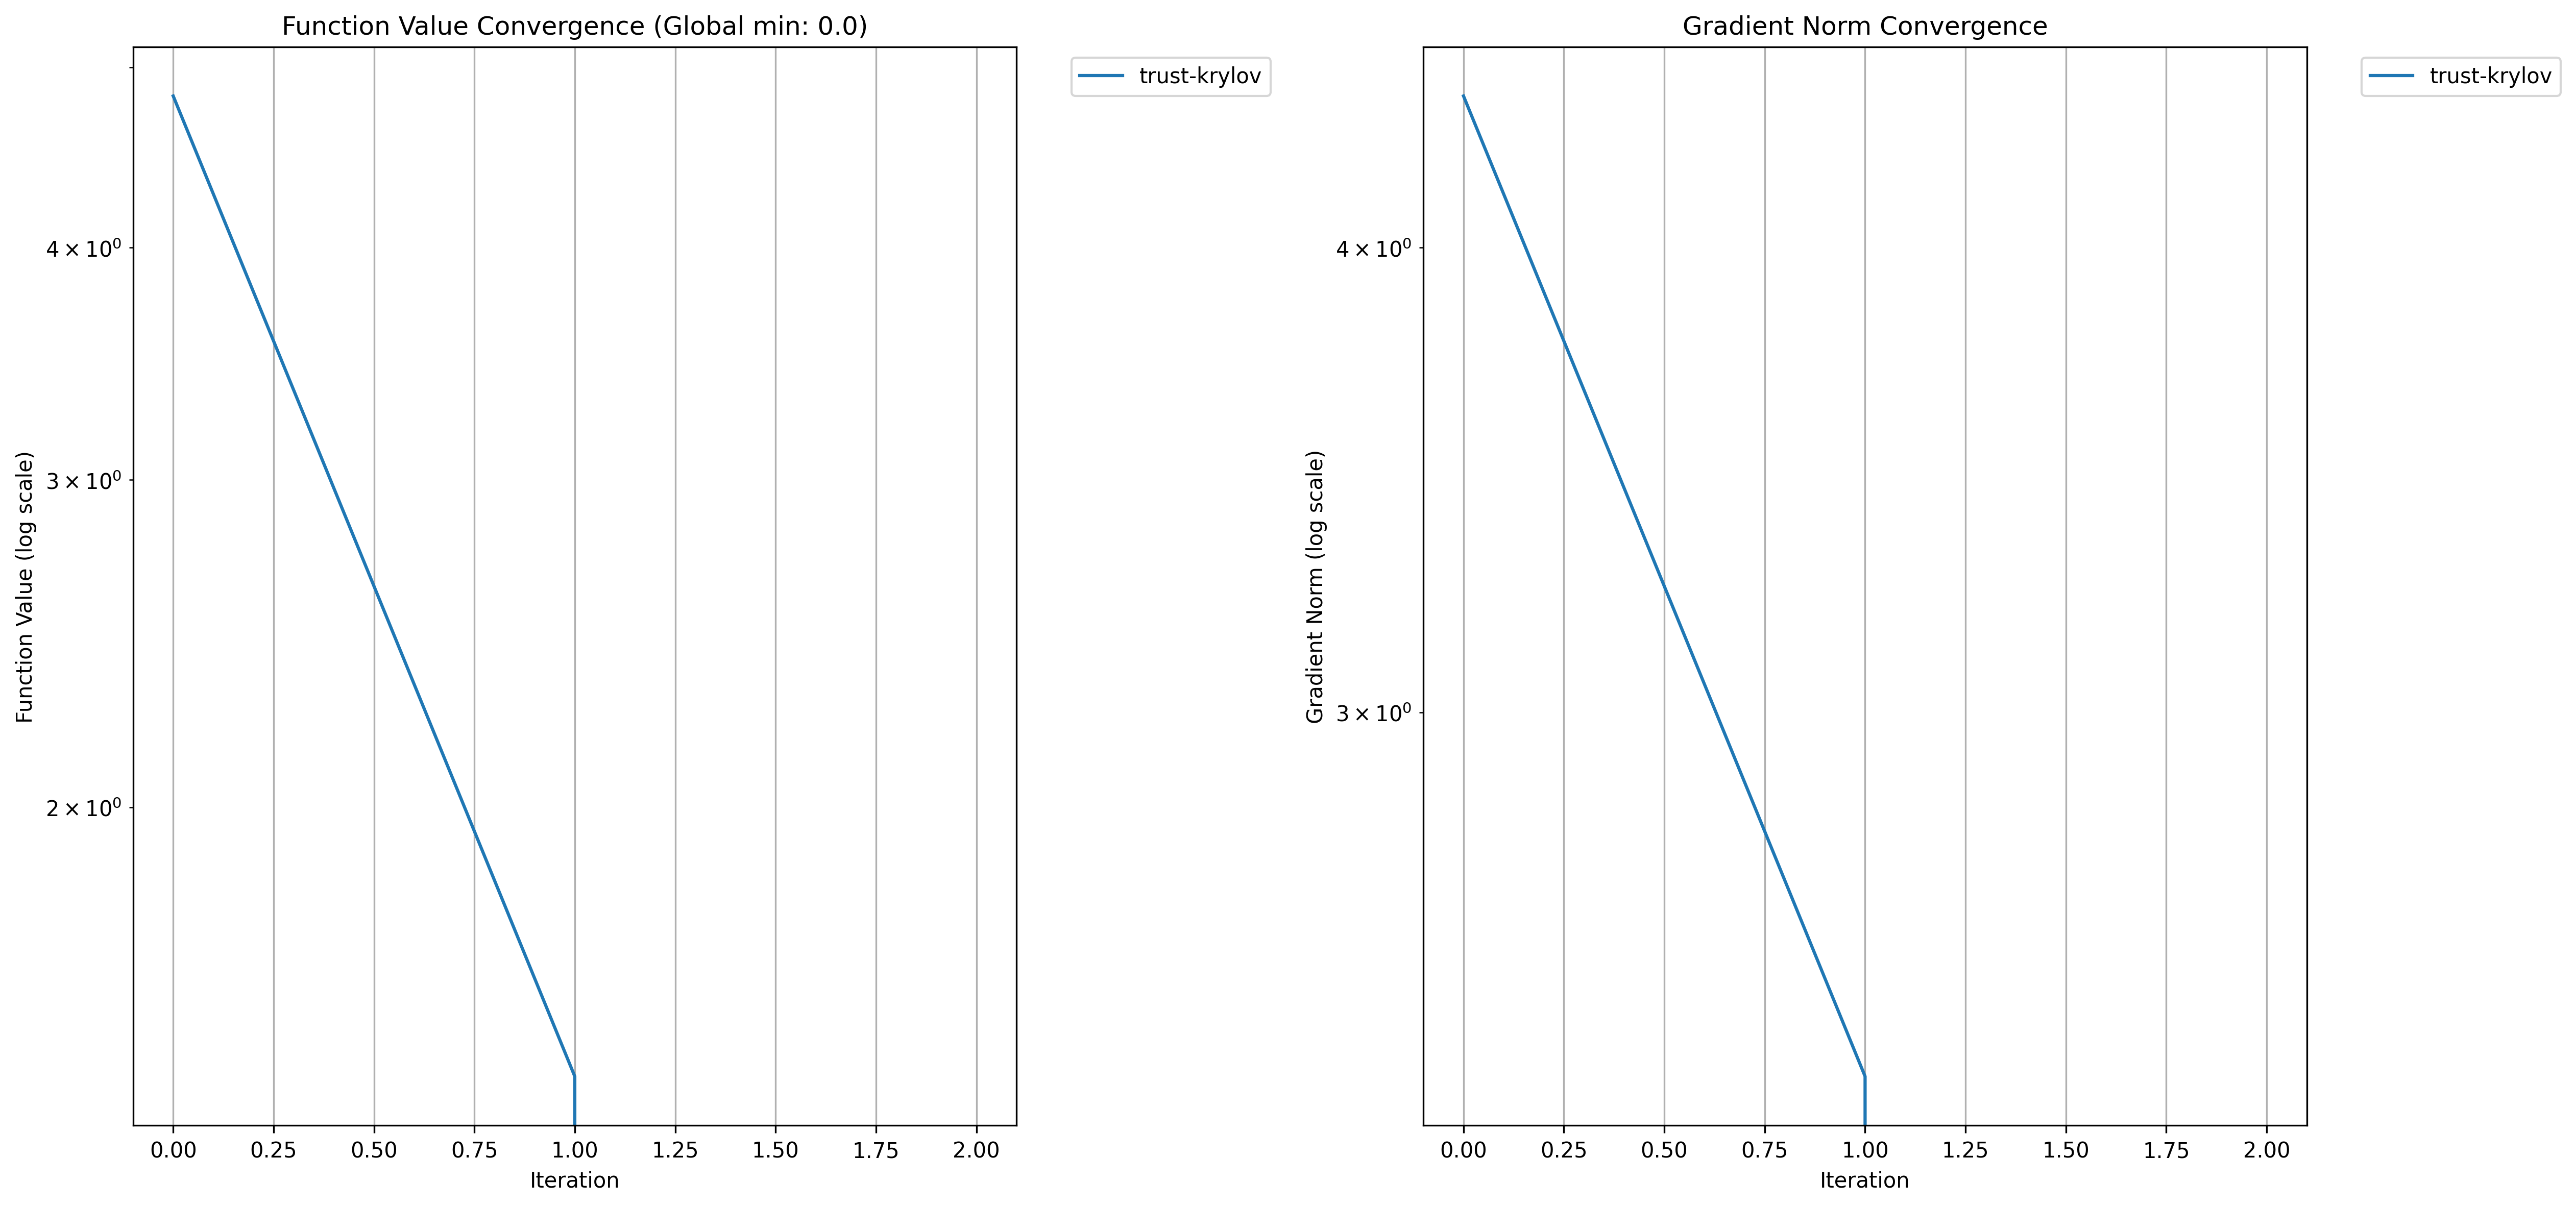 Function Value Convergence (Global min: 0.0)
Function Value (log scale)
4 × 10⁰
3 × 10⁰
2 × 10⁰
0.00 0.25 0.50 0.75 1.00 1.25 1.50 1.75 2.00
Iteration
trust-krylov
Gradient Norm Convergence
Gradient Norm (log scale)
4 × 10⁰
3 × 10⁰
0.00 0.25 0.50 0.75 1.00 1.25 1.50 1.75 2.00
Iteration
trust-krylov